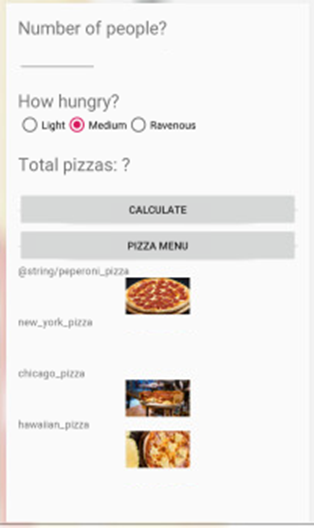 Number of people?
How hungry?
Light Medium Ravenous
Total pizzas: ?
CALCULATE
PIZZA MENU
@string/peperoni_pizza
new_york_pizza
chicago_pizza
hawaiian_pizza